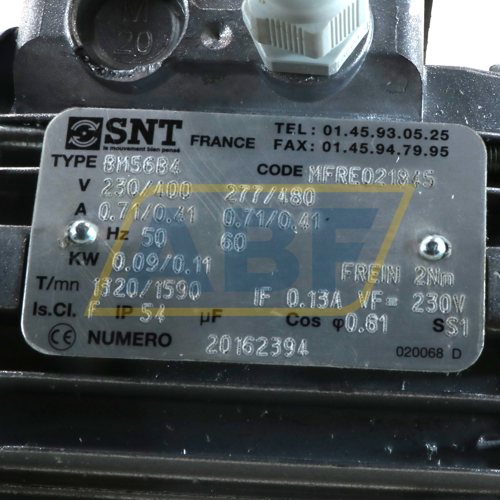 M
20
SNT FRANCE TEL : 01.45.93.05.25
le mouvement bien pensé FAX : 01.45.94.79.95
TYPE BM56B4 CODE MFRE021845
V 230/400 277/480
A 0.71/0.41 0.71/0.41
Hz 50 60
KW 0.09/0.11 FREIN 2Nm
T/mn 1320/1590 IF 0.13A VF= 230V
Is.Cl. F IP 54 µF Cos φ0.61 S S1
CE NUMERO 20162394 020068 D
ABF